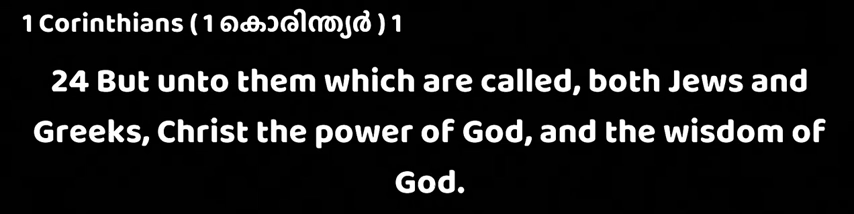 1 Corinthians ( 1 കൊരിന്ത്യർ ) 1
24 But unto them which are called, both Jews and
Greeks, Christ the power of God, and the wisdom of
God.